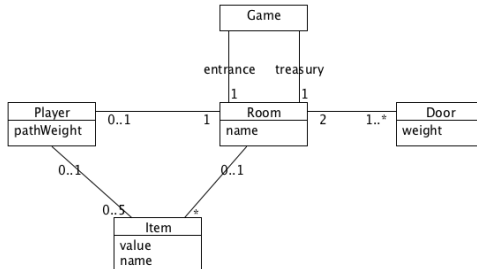 Game
entrance treasury
1 1
Player Room Door
0..1 1 2 1..*
pathWeight name weight
0..1 0..1
0..5 *
Item
value
name